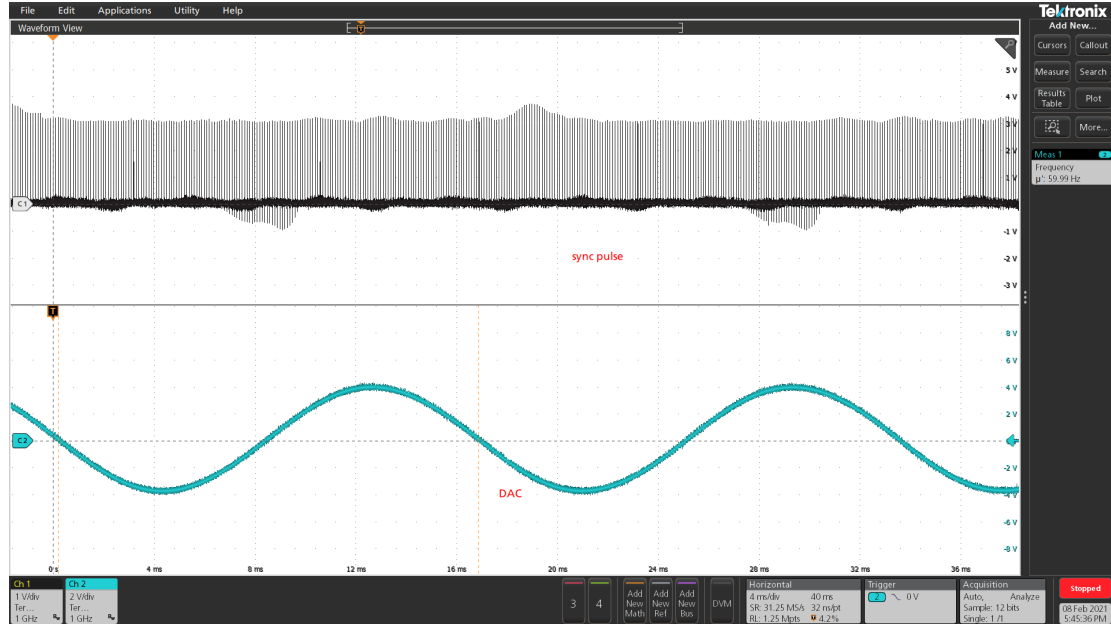 File Edit Applications Utility Help
Tektronix
Waveform View
Add New...
Cursors Callout
Measure Search
Results Table Plot
More...
Meas 1 2
Frequency
µ': 59.99 Hz
T
5 V
4 V
3 V
2 V
1 V
C1
-1 V
-2 V
-3 V
sync pulse
T
8 V
6 V
4 V
2 V
C2
-2 V
-4 V
-6 V
-8 V
DAC
0 s 4 ms 8 ms 12 ms 16 ms 20 ms 24 ms 28 ms 32 ms 36 ms
Ch 1
1 V/div
Ter...
1 GHz
Ch 2
2 V/div
Ter...
1 GHz
3 4
Add New Math
Add New Ref
Add New Bus
DVM
Horizontal
4 ms/div 40 ms
SR: 31.25 MS/s 32 ns/pt
RL: 1.25 Mpts 4.2%
Trigger
2 0 V
Acquisition
Auto, Analyze
Sample: 12 bits
Single: 1 /1
Stopped
08 Feb 2021
5:45:36 PM